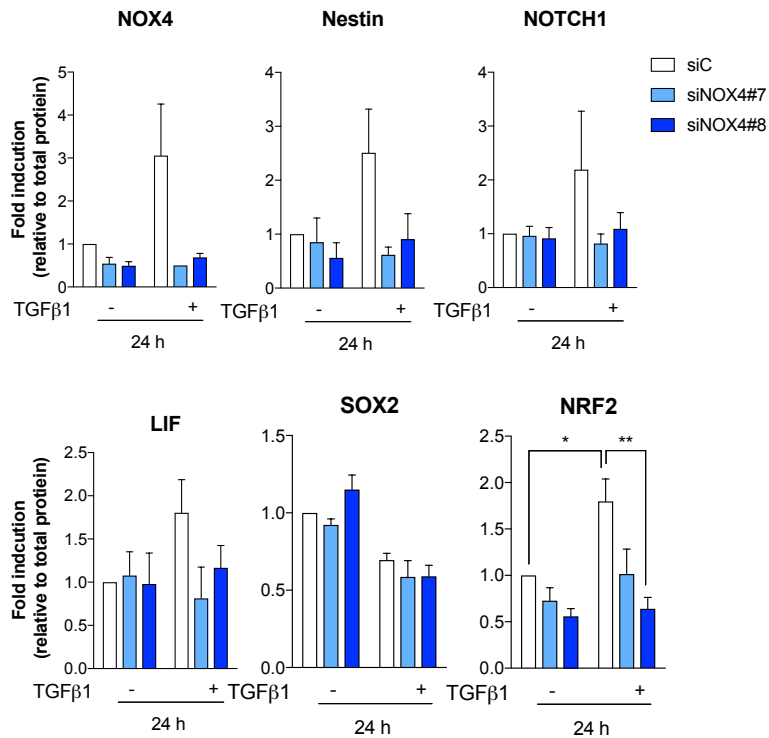 NOX4
Nestin
NOTCH1
siC
siNOX4#7
siNOX4#8
Fold indcution
(relative to total protiein)
5
4
3
2
1
0
4
3
2
1
0
4
3
2
1
0
TGFβ1 - +
24 h
TGFβ1 - +
24 h
TGFβ1 - +
24 h
LIF
SOX2
NRF2
Fold indcution
(relative to total protiein)
2.5
2.0
1.5
1.0
0.5
0.0
1.5
1.0
0.5
0.0
2.5
2.0
1.5
1.0
0.5
0.0
* **
TGFβ1 - +
24 h
TGFβ1 - +
24 h
TGFβ1 - +
24 h